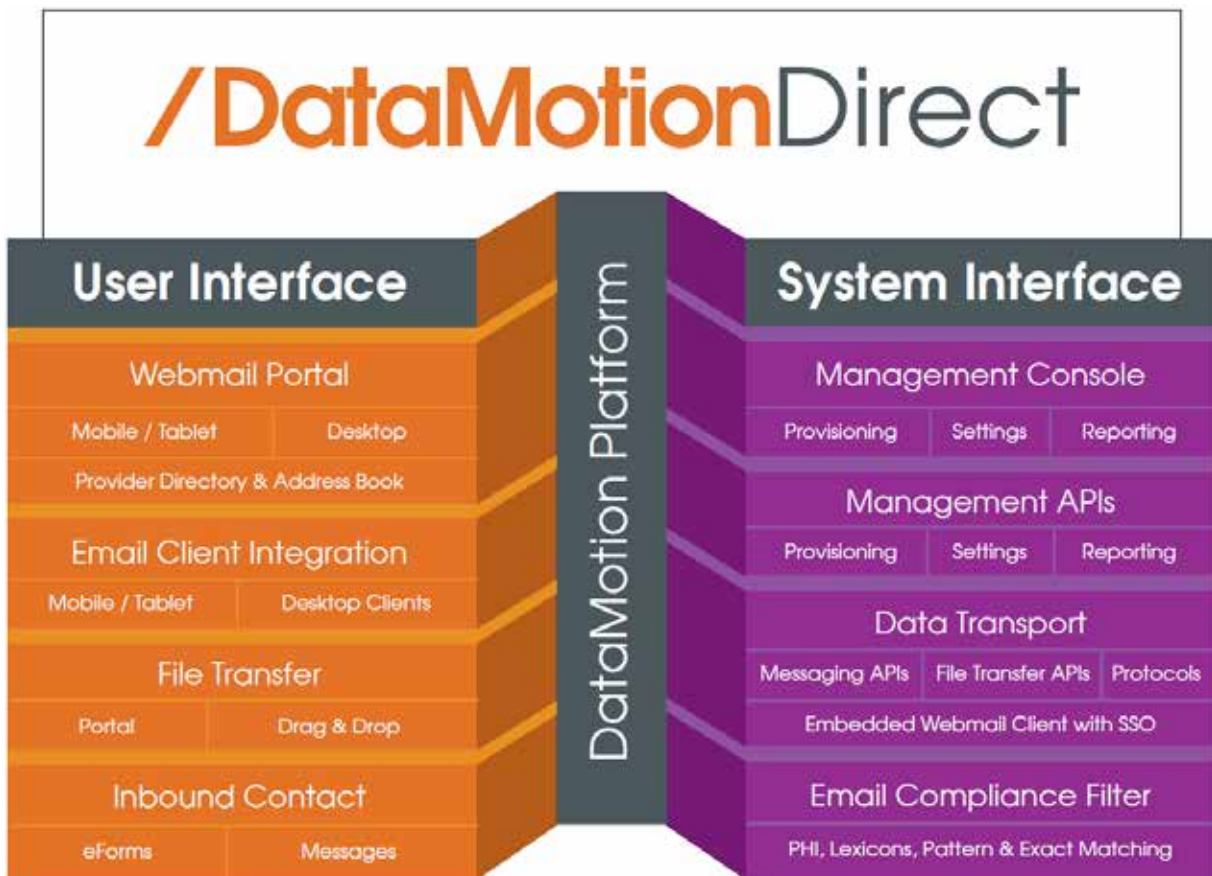 /DataMotionDirect
User Interface
Webmail Portal
Mobile / Tablet
Desktop
Provider Directory & Address Book
Email Client Integration
Mobile / Tablet
Desktop Clients
File Transfer
Portal
Drag & Drop
Inbound Contact
eForms
Messages
DataMotion Platform
System Interface
Management Console
Provisioning
Settings
Reporting
Management APIs
Provisioning
Settings
Reporting
Data Transport
Messaging APIs
File Transfer APIs
Protocols
Embedded Webmail Client with SSO
Email Compliance Filter
PHI, Lexicons, Pattern & Exact Matching